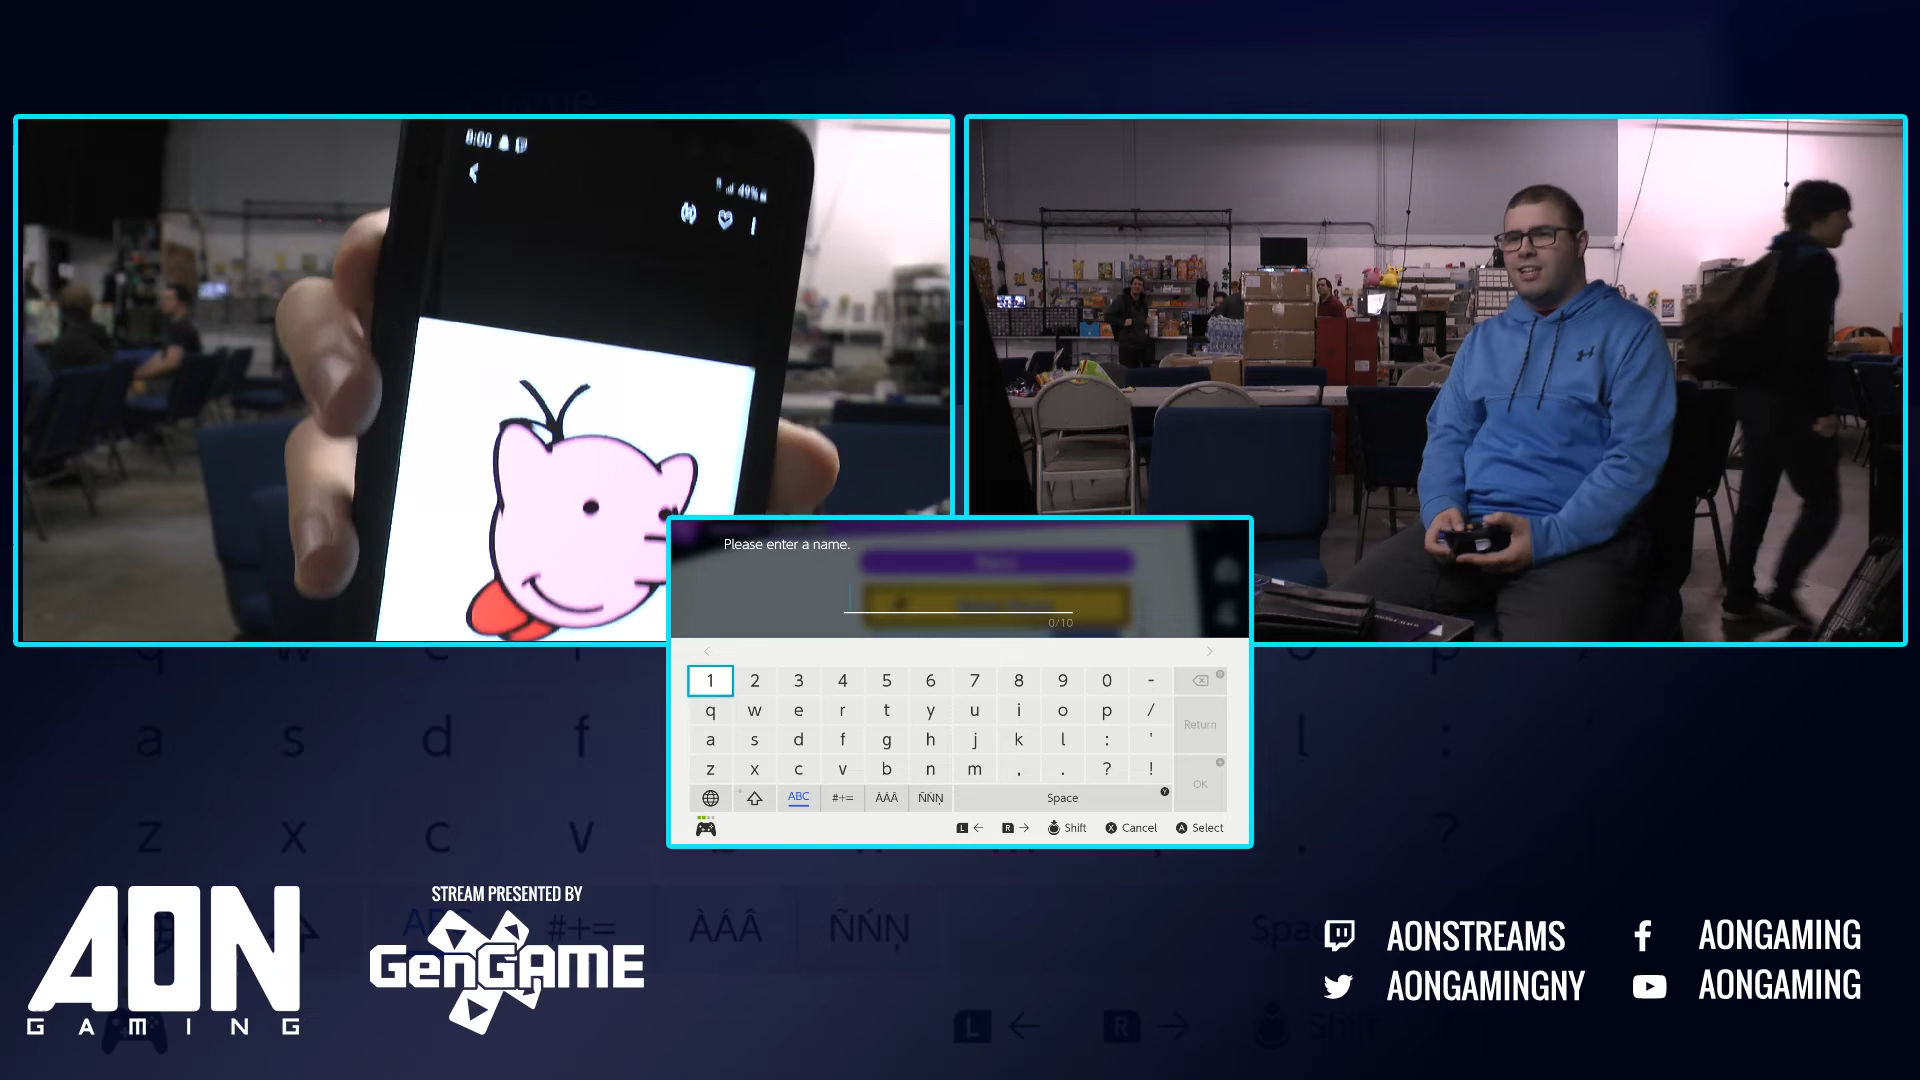 8:00
49%
Please enter a name.
0/10
1 2 3 4 5 6 7 8 9 0 -
q w e r t y u i o p /
Return
a s d f g h j k l : '
z x c v b n m , . ? !
OK
ABC #+= ÀÁÂ ÑŃŅ Space
L ← R → Shift X Cancel A Select
AON
GAMING
STREAM PRESENTED BY
GenGAME
AONSTREAMS
AONGAMING
AONGAMINGNY
AONGAMING